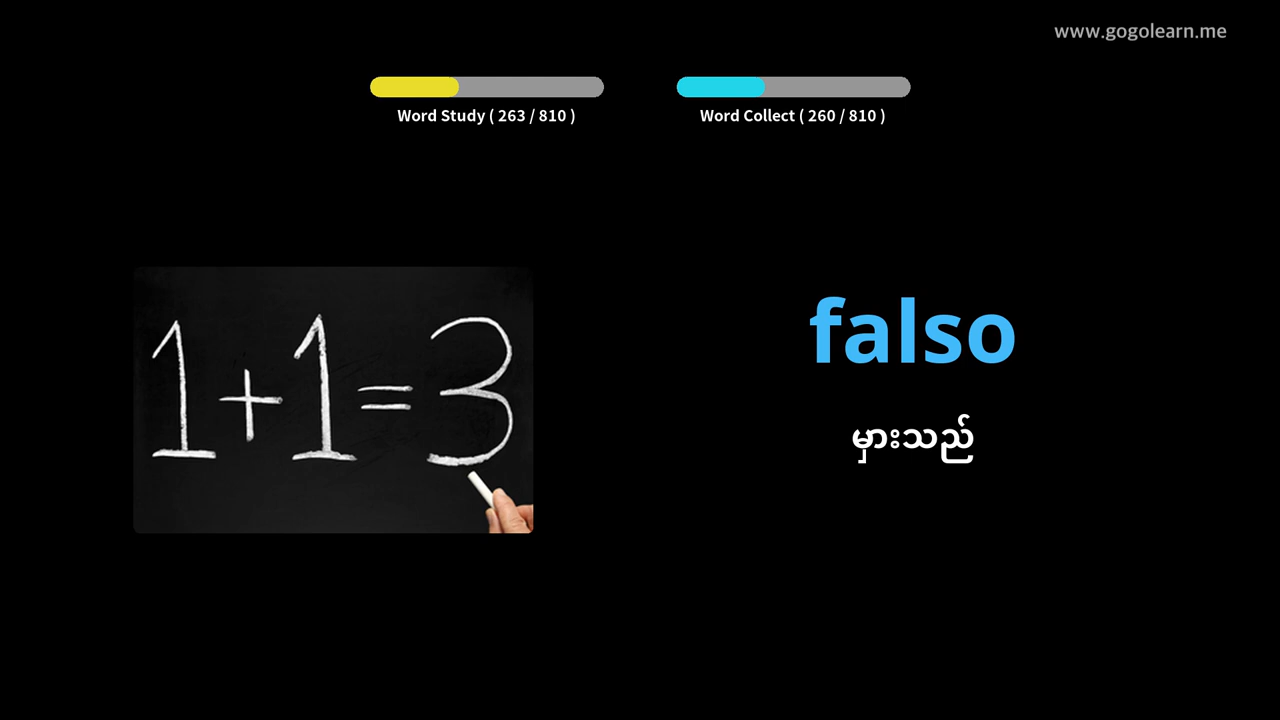 www.gogolearn.me
Word Study ( 263 / 810 )
Word Collect ( 260 / 810 )
1+1=3
falso
မှားသည်